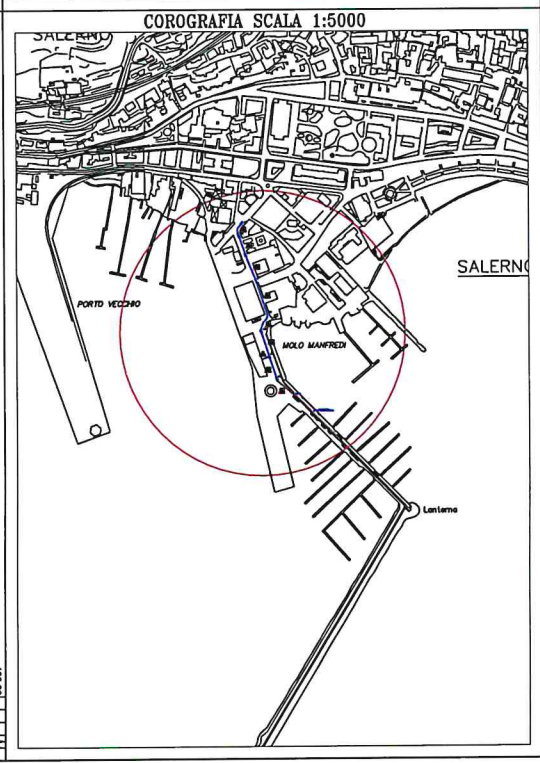 COROGRAFIA SCALA 1:5000
SALERNO
SALERNO
PORTO VECCHIO
MOLO MANFREDI
Lanterna